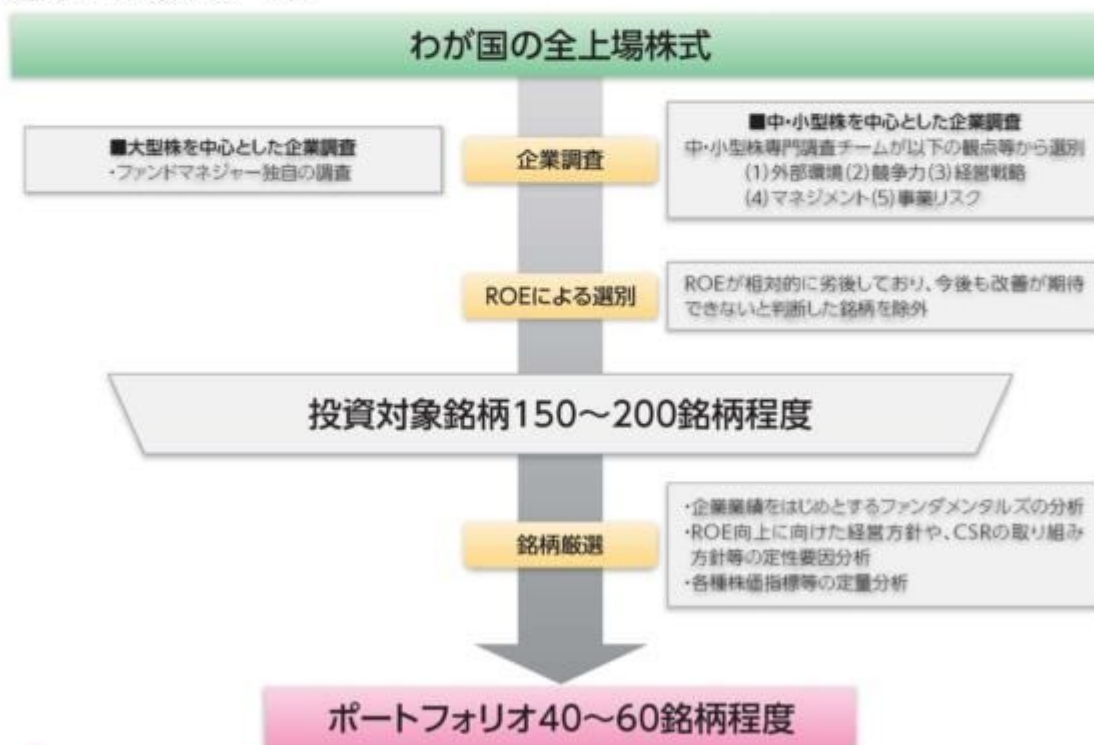 わが国の全上場株式
■大型株を中心とした企業調査
・ファンドマネジャー独自の調査
企業調査
■中・小型株を中心とした企業調査
中・小型株専門調査チームが以下の観点等から選別
(1)外部環境(2)競争力(3)経営戦略
(4)マネジメント(5)事業リスク
ROEによる選別
ROEが相対的に劣後しており、今後も改善が期待
できないと判断した銘柄を除外
投資対象銘柄150〜200銘柄程度
銘柄厳選
・企業業績をはじめとするファンダメンタルズの分析
・ROE向上に向けた経営方針や、CSRの取り組み
方針等の定性要因分析
・各種株価指標等の定量分析
ポートフォリオ40〜60銘柄程度